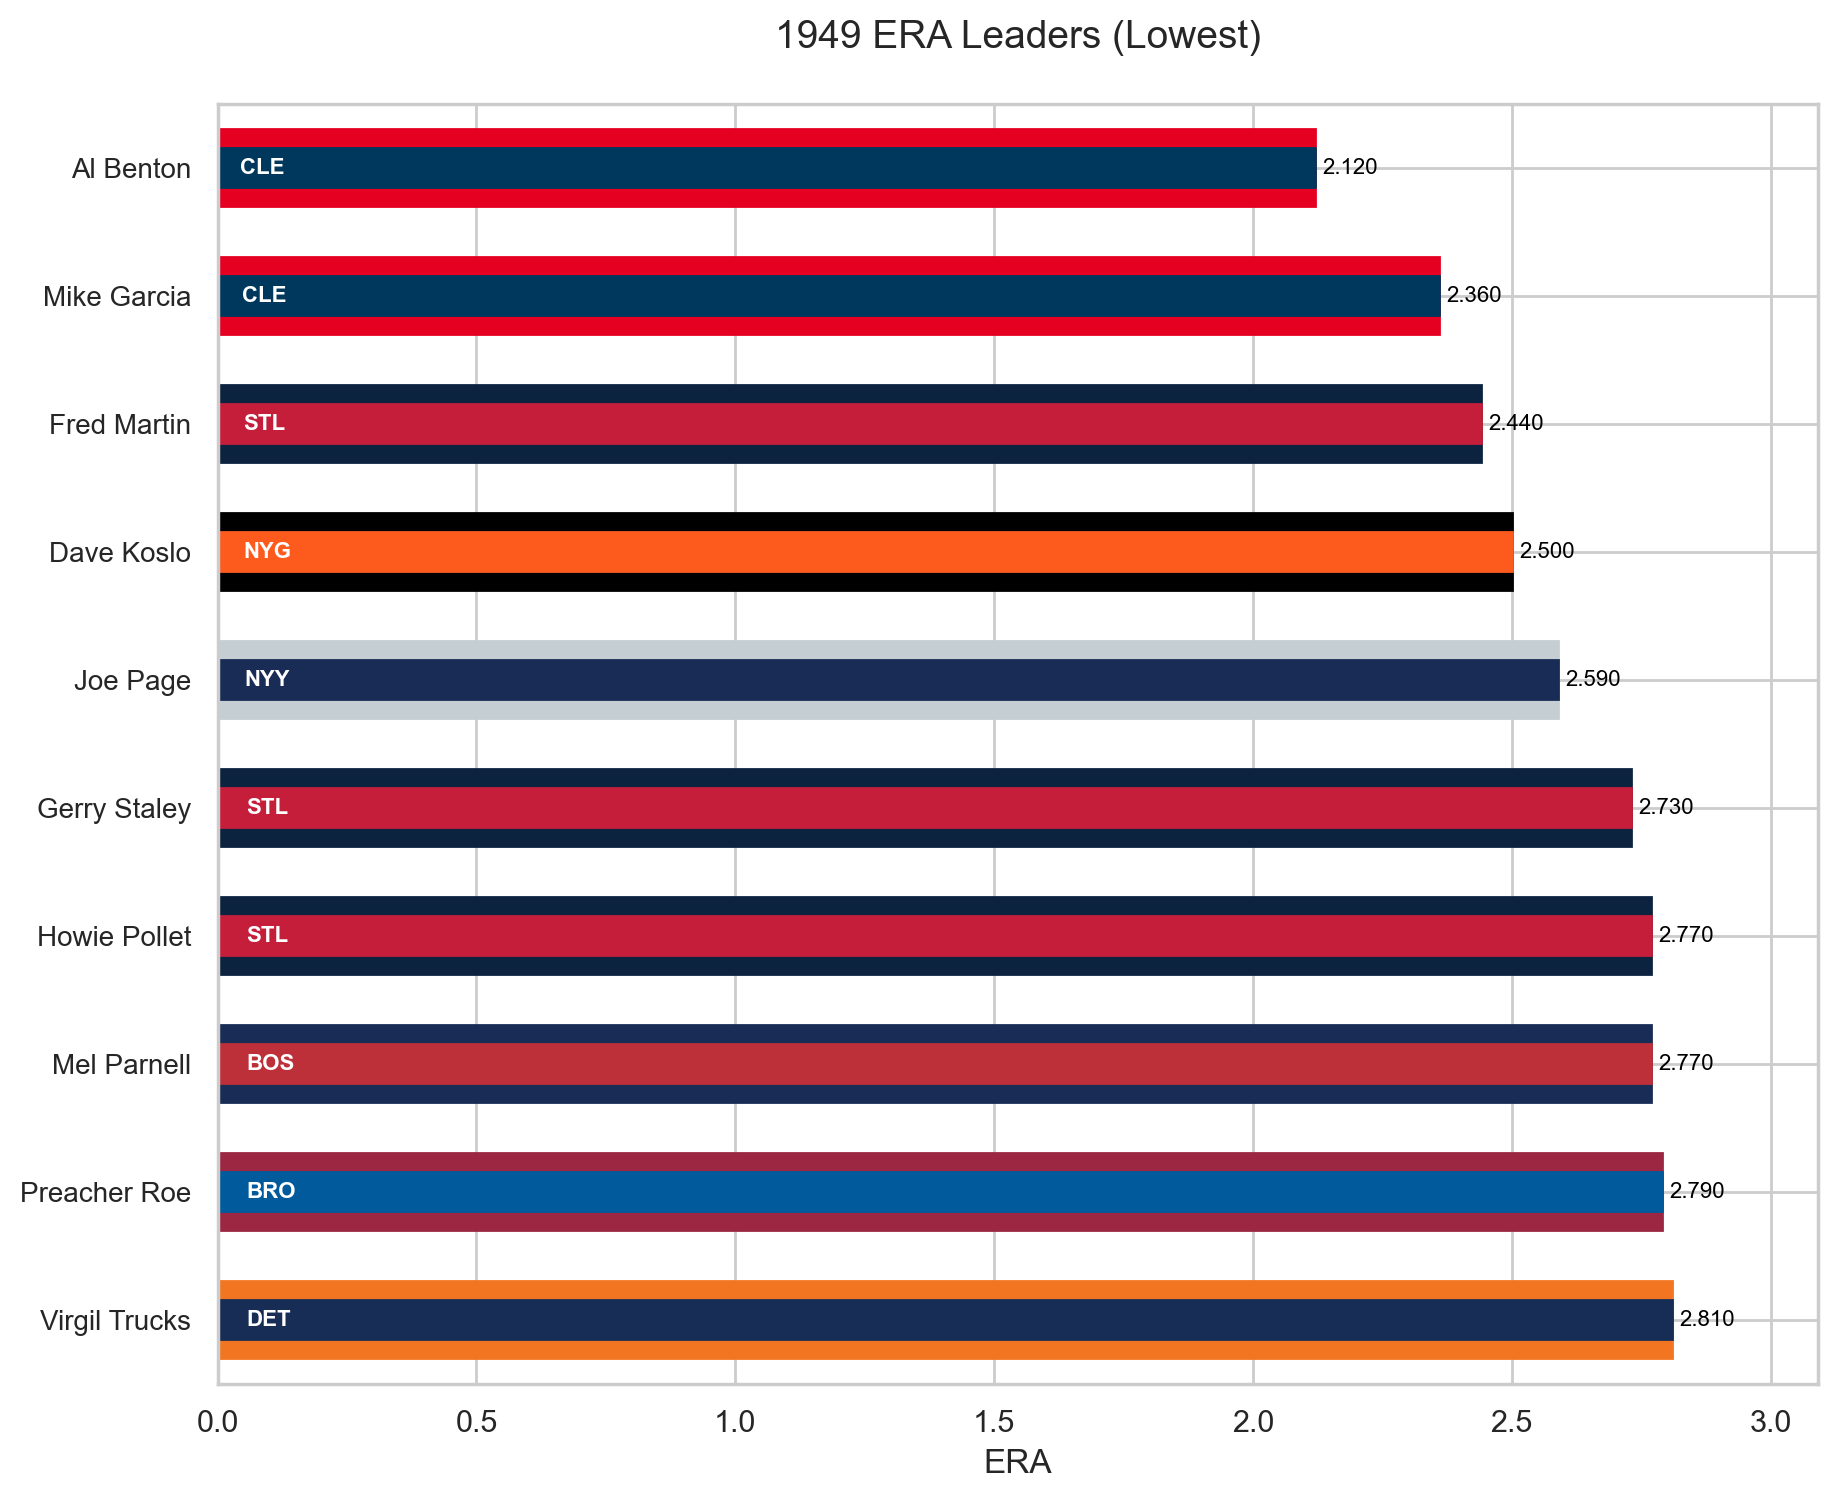 1949 ERA Leaders (Lowest)
Al Benton CLE 2.120
Mike Garcia CLE 2.360
Fred Martin STL 2.440
Dave Koslo NYG 2.500
Joe Page NYY 2.590
Gerry Staley STL 2.730
Howie Pollet STL 2.770
Mel Parnell BOS 2.770
Preacher Roe BRO 2.790
Virgil Trucks DET 2.810
0.0 0.5 1.0 1.5 2.0 2.5 3.0
ERA